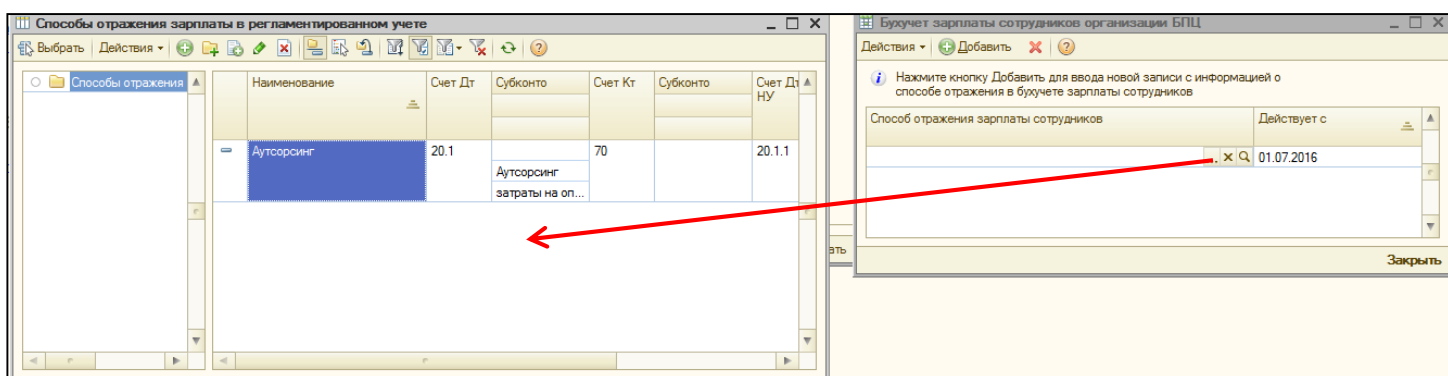 Способы отражения зарплаты в регламентированном учете
Выбрать Действия
Способы отражения
Наименование Счет Дт Субконто Счет Кт Субконто Счет Дт НУ
Аутсорсинг 20.1 70 20.1.1
Аутсорсинг
затраты на оп...
Бухучет зарплаты сотрудников организации БПЦ
Действия Добавить
Нажмите кнопку Добавить для ввода новой записи с информацией о
способе отражения в бухучете зарплаты сотрудников
Способ отражения зарплаты сотрудников Действует с
01.07.2016
ать
Закрыть